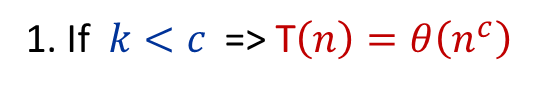 1. If k < c => T(n) = θ(n^c)